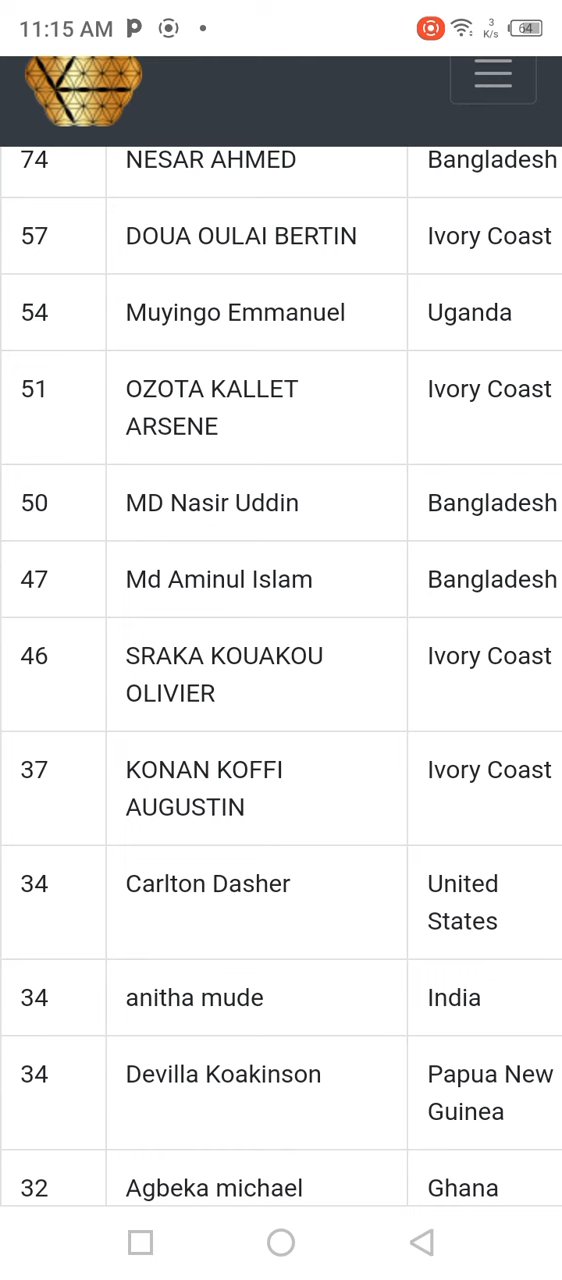 11:15 AM
3
K/s
64
74 NESAR AHMED Bangladesh
57 DOUA OULAI BERTIN Ivory Coast
54 Muyingo Emmanuel Uganda
51 OZOTA KALLET Ivory Coast
ARSENE
50 MD Nasir Uddin Bangladesh
47 Md Aminul Islam Bangladesh
46 SRAKA KOUAKOU Ivory Coast
OLIVIER
37 KONAN KOFFI Ivory Coast
AUGUSTIN
34 Carlton Dasher United
States
34 anitha mude India
34 Devilla Koakinson Papua New
Guinea
32 Agbeka michael Ghana